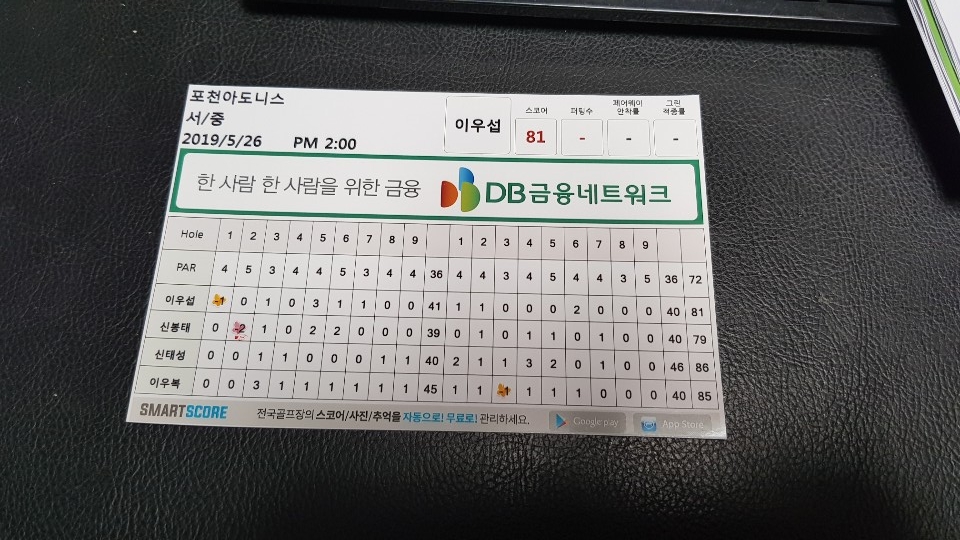 포천아도니스
서/중
2019/5/26 PM 2:00
이우섭
스코어 퍼팅수 페어웨이 안착률 그린 적중률
81 - - -
한 사람 한 사람을 위한 금융 DB금융네트워크
Hole 1 2 3 4 5 6 7 8 9 1 2 3 4 5 6 7 8 9
PAR 4 5 3 4 4 5 3 4 4 36 4 4 3 4 5 4 4 3 5 36 72
이우섭 -1 0 1 0 3 1 1 0 0 41 1 1 0 0 0 2 0 0 0 40 81
신봉태 0 -2 1 0 2 2 0 0 0 39 0 1 0 1 1 0 1 0 0 40 79
신태성 0 0 1 1 0 0 0 1 1 40 2 1 1 3 2 0 1 0 0 46 86
이우복 0 0 3 1 1 1 1 1 1 45 1 1 -1 1 1 1 0 0 0 40 85
SMARTSCORE 전국골프장의 스코어/사진/추억을 자동으로! 무료로! 관리하세요. Google play App Store